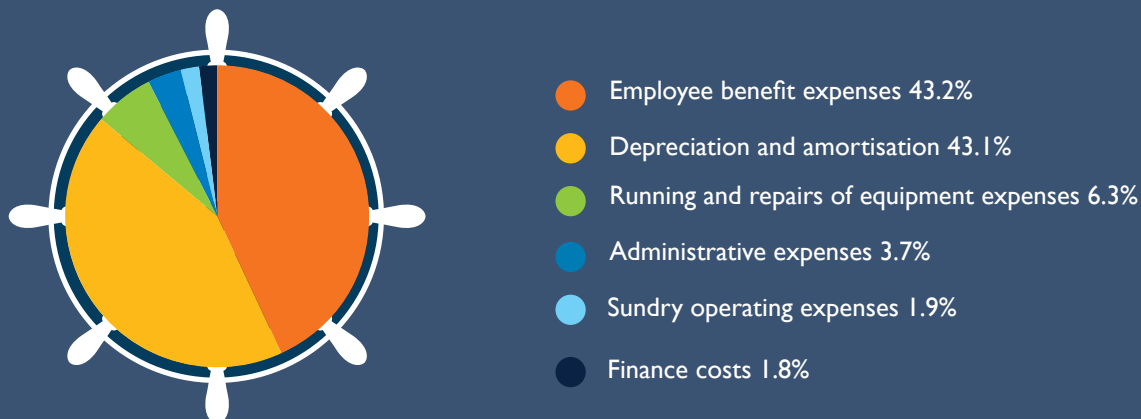 Employee benefit expenses 43.2%
Depreciation and amortisation 43.1%
Running and repairs of equipment expenses 6.3%
Administrative expenses 3.7%
Sundry operating expenses 1.9%
Finance costs 1.8%